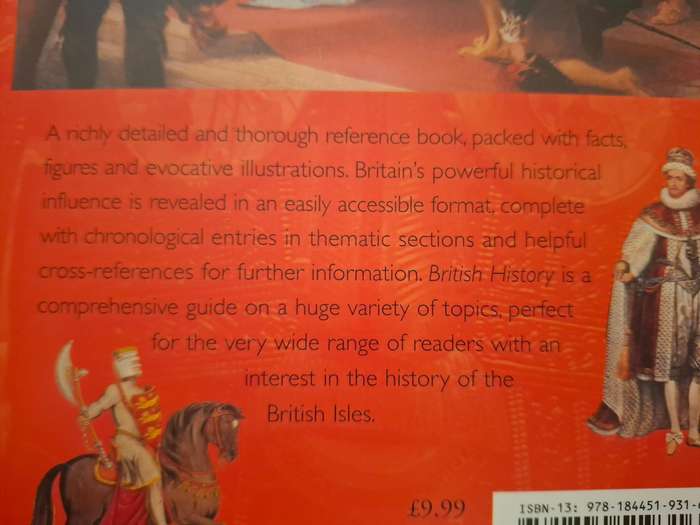 A richly detailed and thorough reference book, packed with facts,
figures and evocative illustrations. Britain's powerful historical
influence is revealed in an easily accessible format, complete
with chronological entries in thematic sections and helpful
cross-references for further information. British History is a
comprehensive guide on a huge variety of topics, perfect
for the very wide range of readers with an
interest in the history of the
British Isles.
£9.99
ISBN-13: 978-184451-931-